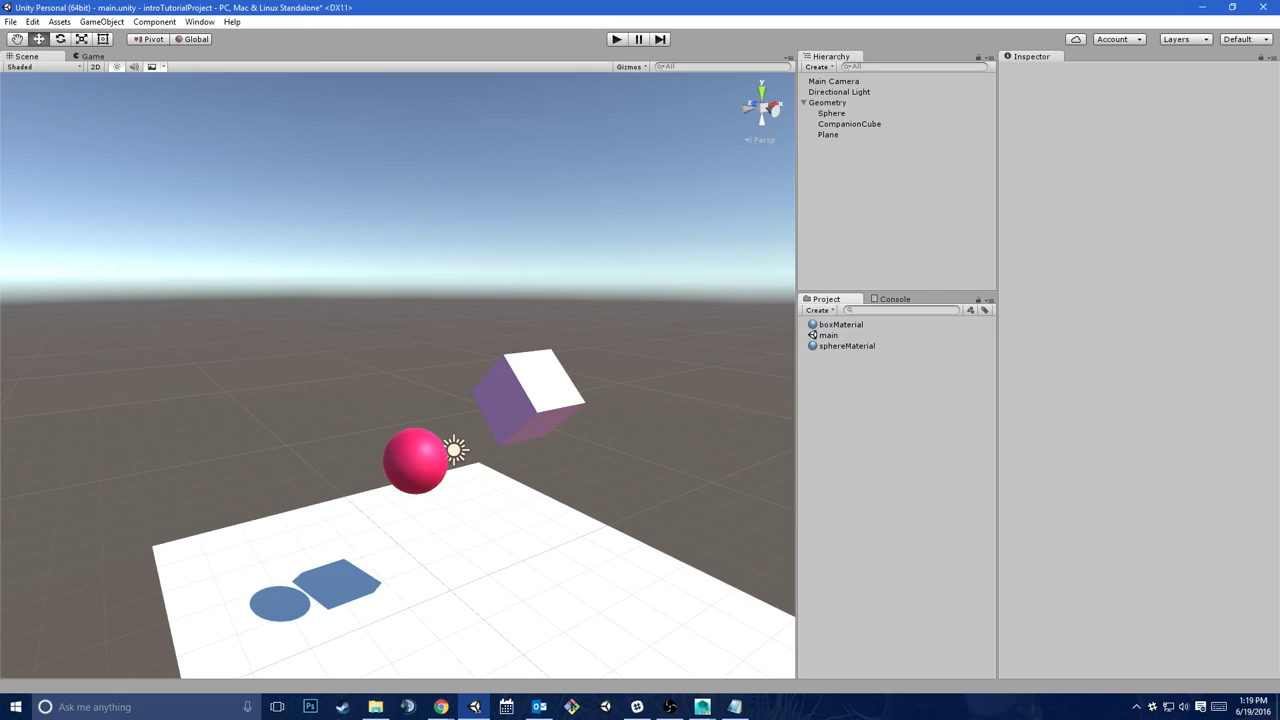 Unity Personal (64bit) - main.unity - introTutorialProject - PC, Mac & Linux Standalone* <DX11>
File Edit Assets GameObject Component Window Help
Pivot Global Account Layers Default
Scene Game Hierarchy Inspector
Shaded 2D Gizmos All Create All
Main Camera
Directional Light
Geometry
Sphere
CompanionCube
Plane
y
z x
Persp
Project Console
Create
boxMaterial
main
sphereMaterial
Ask me anything Ps 1:19 PM
6/19/2016